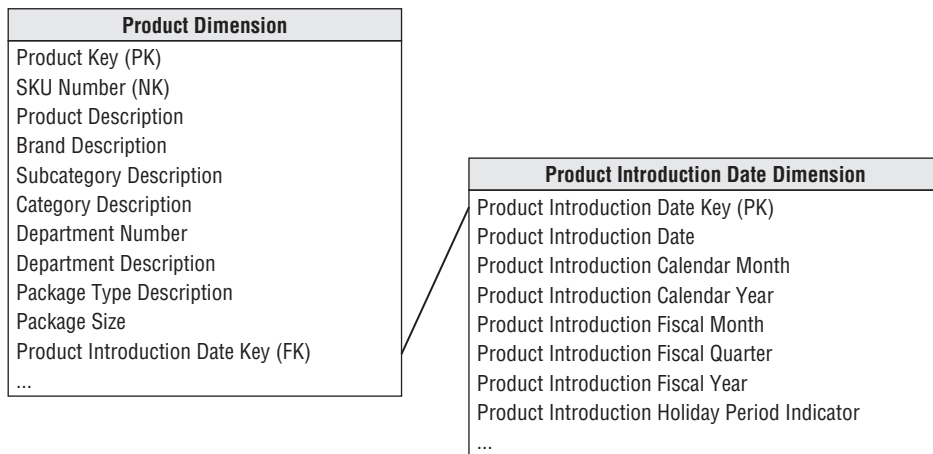 Product Dimension
Product Key (PK)
SKU Number (NK)
Product Description
Brand Description
Subcategory Description
Category Description
Department Number
Department Description
Package Type Description
Package Size
Product Introduction Date Key (FK)
...
Product Introduction Date Dimension
Product Introduction Date Key (PK)
Product Introduction Date
Product Introduction Calendar Month
Product Introduction Calendar Year
Product Introduction Fiscal Month
Product Introduction Fiscal Quarter
Product Introduction Fiscal Year
Product Introduction Holiday Period Indicator
...